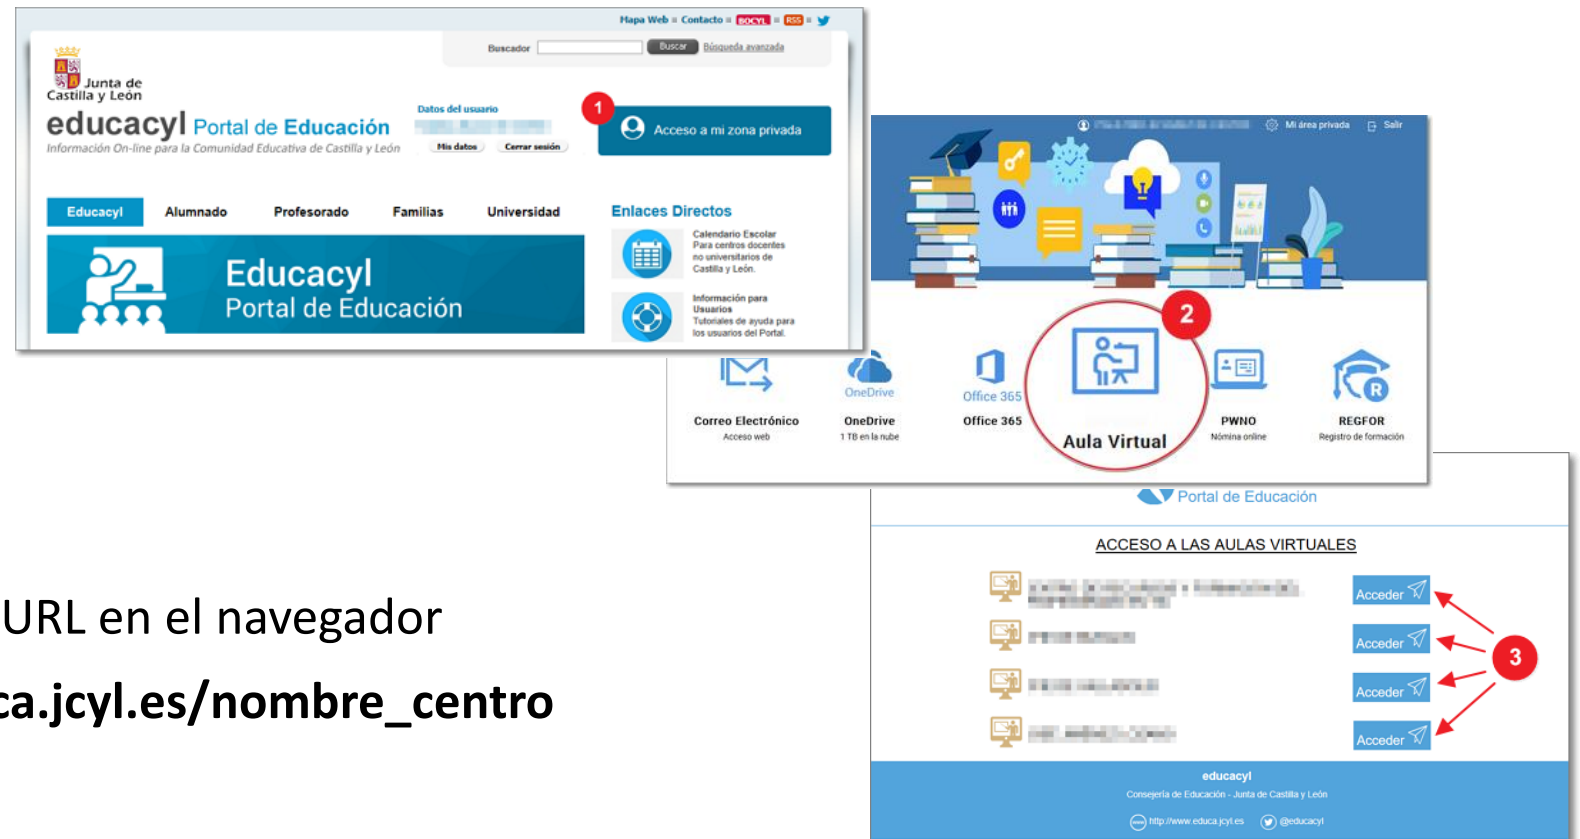 Mapa Web :: Contacto :: BOCYL :: RSS ::
Buscador Buscar Búsqueda avanzada
Junta de
Castilla y León
educacyl Portal de Educación
Información On-line para la Comunidad Educativa de Castilla y León
Datos del usuario
Mis datos Cerrar sesión
1
Acceso a mi zona privada
Educacyl Alumnado Profesorado Familias Universidad
Educacyl
Portal de Educación
Enlaces Directos
Calendario Escolar
Para centros docentes
no universitarios de
Castilla y León.
Información para
Usuarios
Tutoriales de ayuda para
los usuarios del Portal.
Mi área privada Salir
2
OneDrive
Office 365
Correo Electrónico
Acceso web
OneDrive
1 TB en la nube
Office 365
Aula Virtual
PWNO
Nómina online
R
REGFOR
Registro de formación
Portal de Educación
ACCESO A LAS AULAS VIRTUALES
Acceder
Acceder
Acceder
Acceder
3
educacyl
Consejería de Educación - Junta de Castilla y León
www http://www.educa.jcyl.es @educacyl
URL en el navegador
ca.jcyl.es/nombre_centro